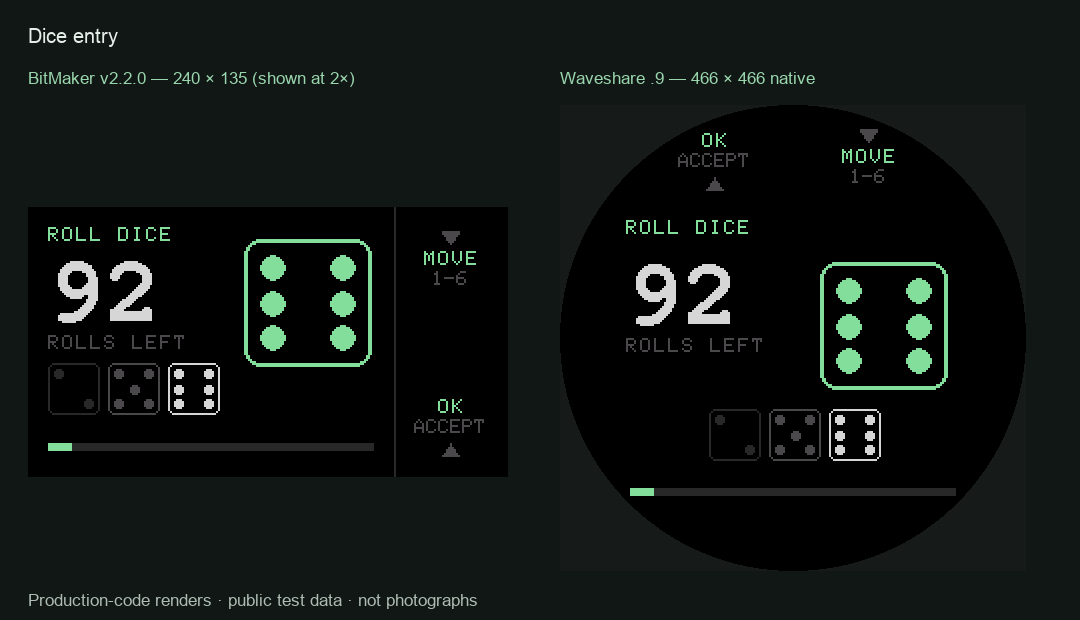 Dice entry
BitMaker v2.2.0 — 240 × 135 (shown at 2×)
ROLL DICE
92
ROLLS LEFT
MOVE
1-6
OK
ACCEPT
Waveshare .9 — 466 × 466 native
OK
ACCEPT
MOVE
1-6
ROLL DICE
92
ROLLS LEFT
Production-code renders · public test data · not photographs